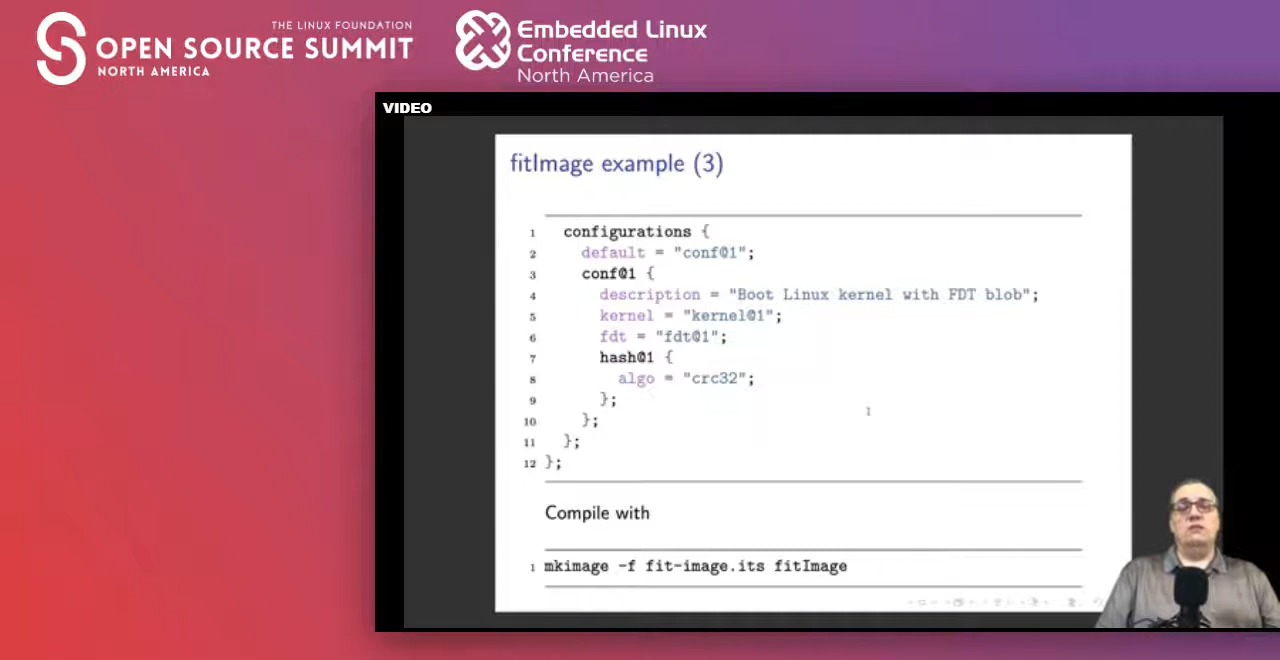 THE LINUX FOUNDATION
OPEN SOURCE SUMMIT
NORTH AMERICA
Embedded Linux
Conference
North America
VIDEO
fitImage example (3)
1 configurations {
2 default = "conf@1";
3 conf@1 {
4 description = "Boot Linux kernel with FDT blob";
5 kernel = "kernel@1";
6 fdt = "fdt@1";
7 hash@1 {
8 algo = "crc32";
9 };
10 };
11 };
12 };
Compile with
1 mkimage -f fit-image.its fitImage